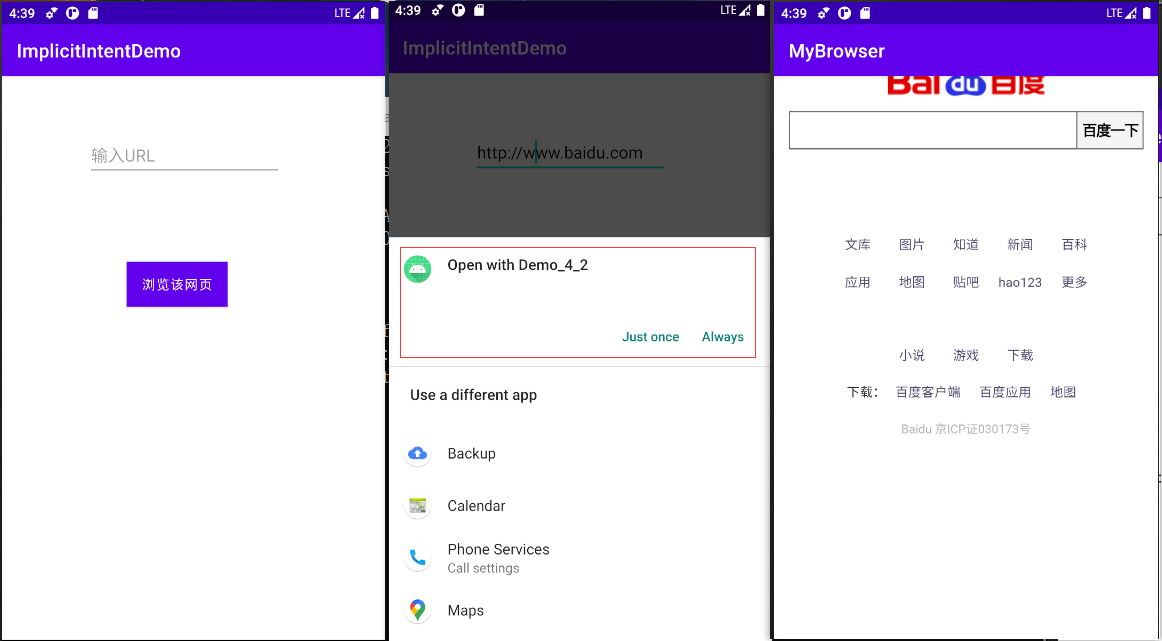 4:39
LTE
ImplicitIntentDemo
输入URL
浏览该网页
4:39
LTE
ImplicitIntentDemo
http://www.baidu.com
Open with Demo_4_2
Just once
Always
Use a different app
Backup
Calendar
Phone Services
Call settings
Maps
4:39
LTE
MyBrowser
Bai du 百度
百度一下
文库 图片 知道 新闻 百科
应用 地图 贴吧 hao123 更多
小说 游戏 下载
下载： 百度客户端 百度应用 地图
Baidu 京ICP证030173号